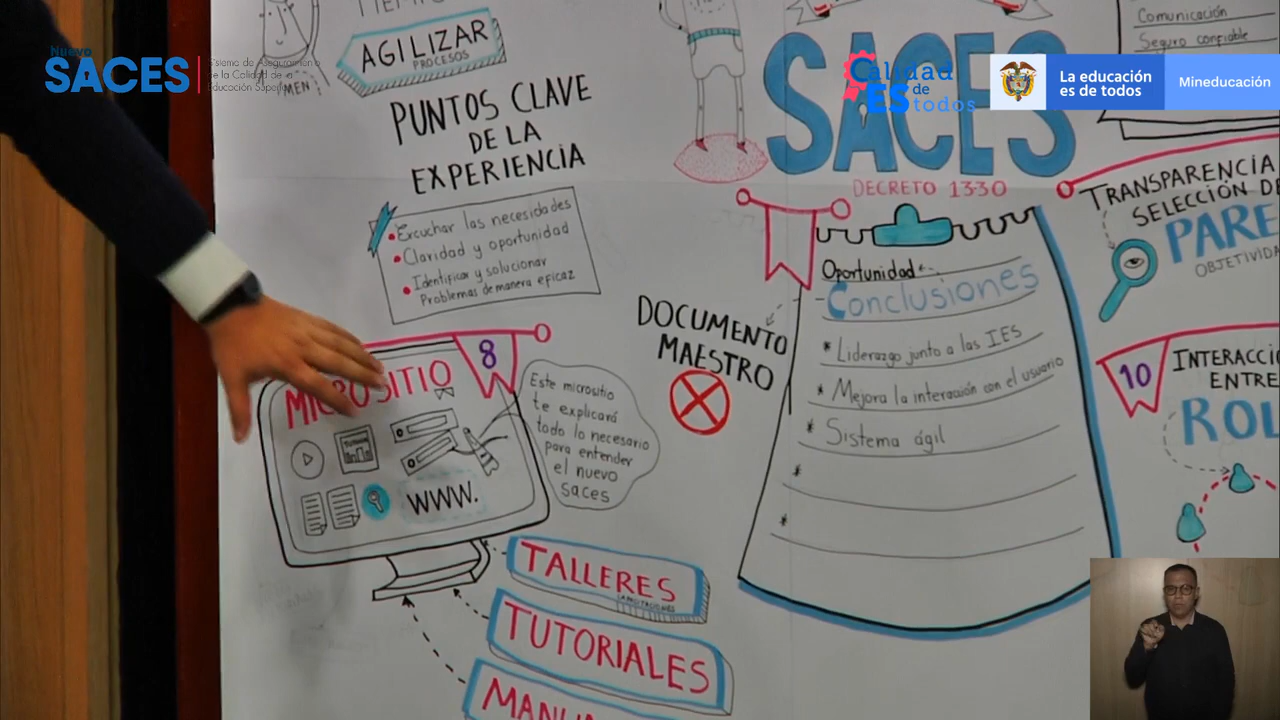 TIEMPO
AGILIZAR
PROCESOS
MEN
Nuevo
SACES
Sistema de Aseguramiento
de la Calidad de la
Educación Superior
PUNTOS CLAVE
DE LA
EXPERIENCIA
Escuchar las necesidades
Claridad y oportunidad
Identificar y solucionar
Problemas de manera eficaz
MICROSITIO
8
WWW.
Este micrositio
te explicará
todo lo necesario
para entender
el nuevo
saces
TALLERES
TUTORIALES
MANU
DOCUMENTO
MAESTRO
SACES
DECRETO 1330
Calidad
de
ES todos
La educación
es de todos
Mineducación
Comunicación
Seguro confiable
Oportunidad
Conclusiones
* Liderazgo junto a las IES
* Mejora la interacción con el usuario
* Sistema ágil
*
*
TRANSPARENCIA
SELECCIÓN DE
PARE
OBJETIVIDA
10
INTERACCI
ENTRE
ROL